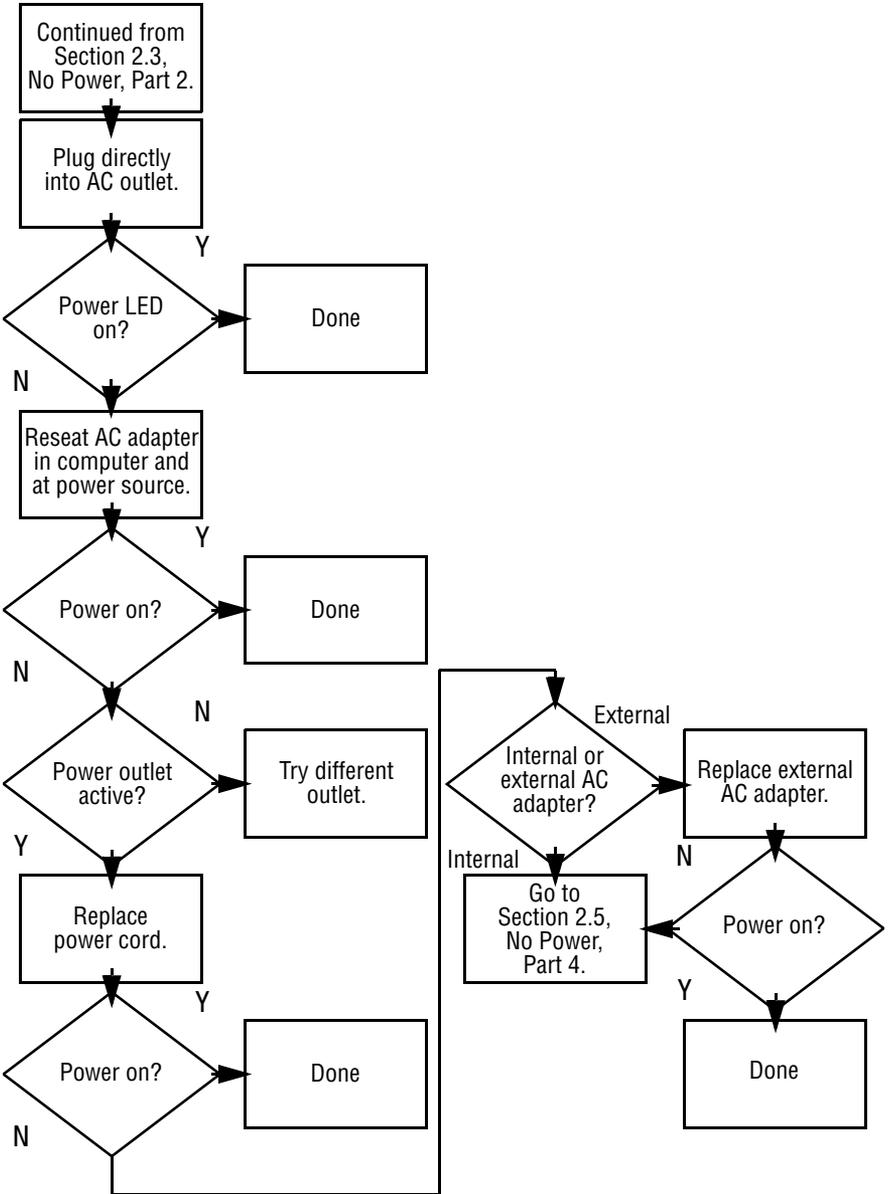 Continued from
Section 2.3,
No Power, Part 2.
Plug directly
into AC outlet.
Y
Power LED
on?
Done
N
Reseat AC adapter
in computer and
at power source.
Y
Power on?
Done
N
N
Power outlet
active?
Try different
outlet.
Y
Replace
power cord.
Y
Power on?
Done
N
External
Internal or
external AC
adapter?
Replace external
AC adapter.
Internal
N
Go to
Section 2.5,
No Power,
Part 4.
Power on?
Y
Done